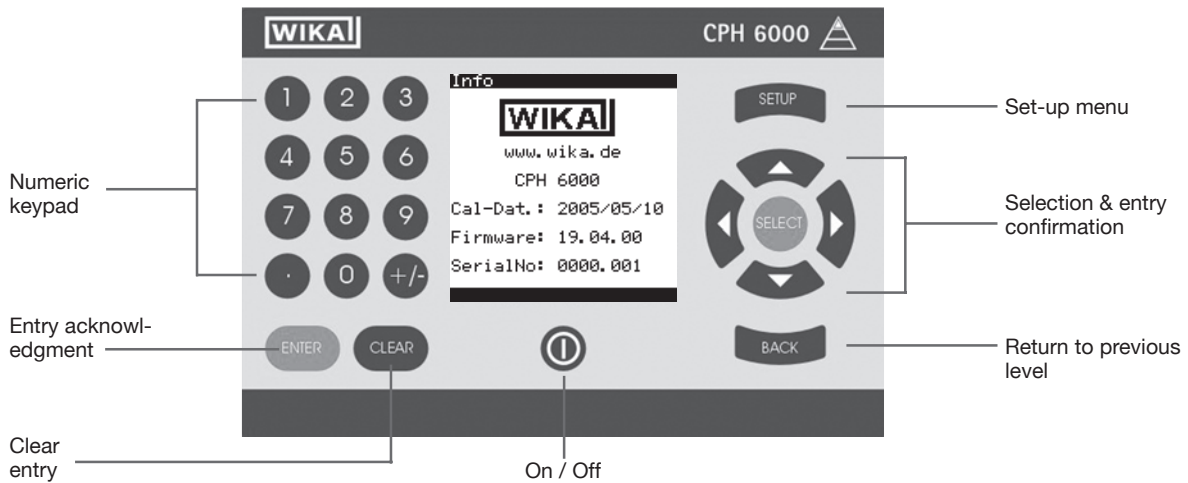 WIKA
CPH 6000
1 2 3
4 5 6
7 8 9
. 0 +/-
ENTER CLEAR
Info
WIKA
www.wika.de
CPH 6000
Cal-Dat.: 2005/05/10
Firmware: 19.04.00
SerialNo: 0000.001
SETUP
SELECT
BACK
Numeric
keypad
Entry acknowl-
edgment
Clear
entry
On / Off
Set-up menu
Selection & entry
confirmation
Return to previous
level